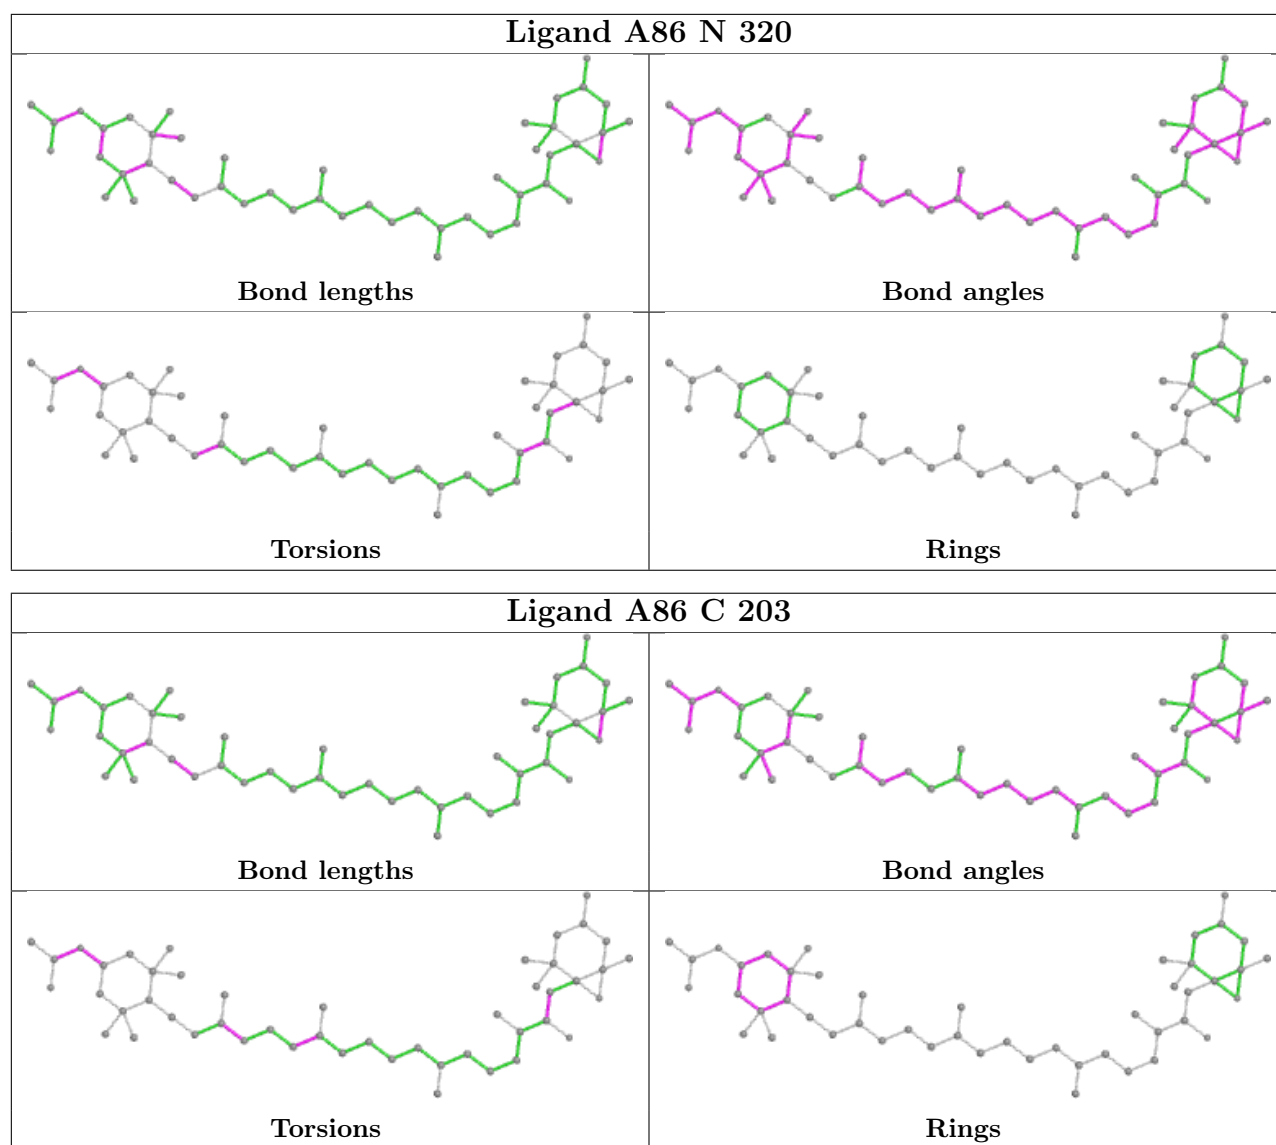 Ligand A86 N 320
Bond lengths
Bond angles
Torsions
Rings
Ligand A86 C 203
Bond lengths
Bond angles
Torsions
Rings